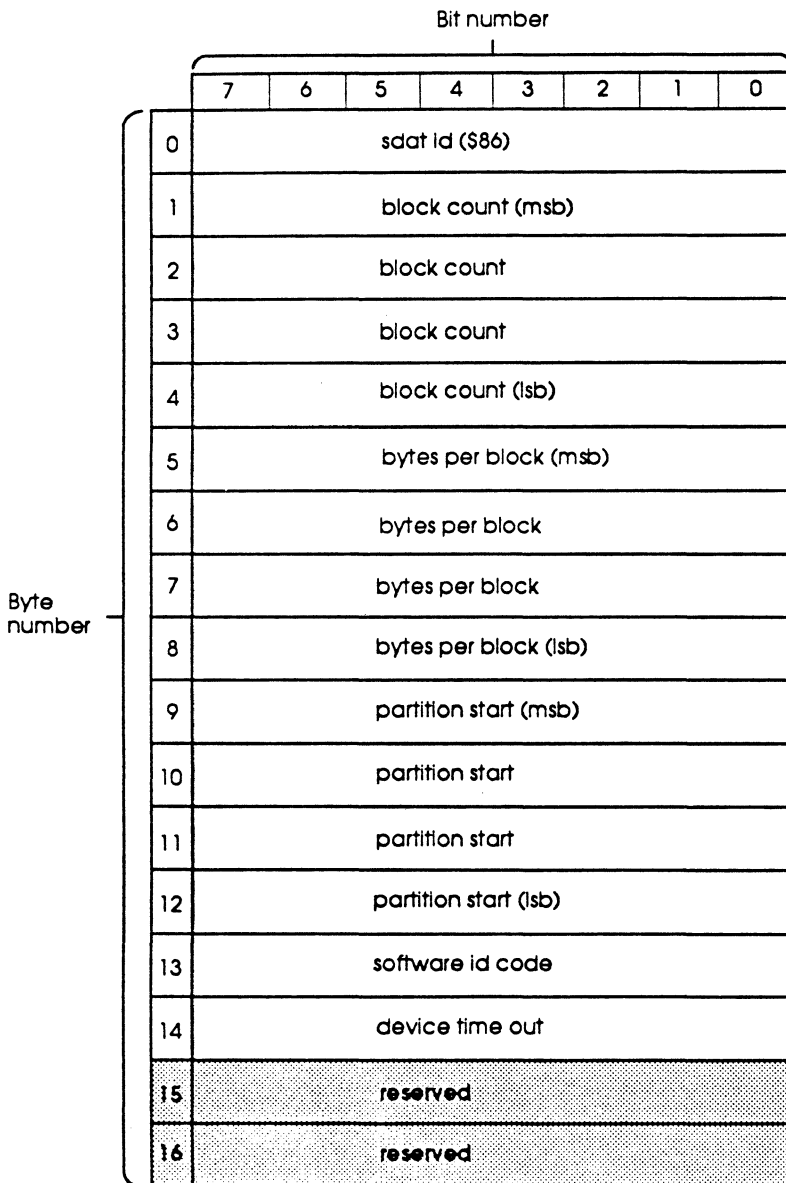 Bit number
7 6 5 4 3 2 1 0
0 sdat id ($86)
1 block count (msb)
2 block count
3 block count
4 block count (lsb)
5 bytes per block (msb)
6 bytes per block
7 bytes per block
Byte number
8 bytes per block (lsb)
9 partition start (msb)
10 partition start
11 partition start
12 partition start (lsb)
13 software id code
14 device time out
15 reserved
16 reserved